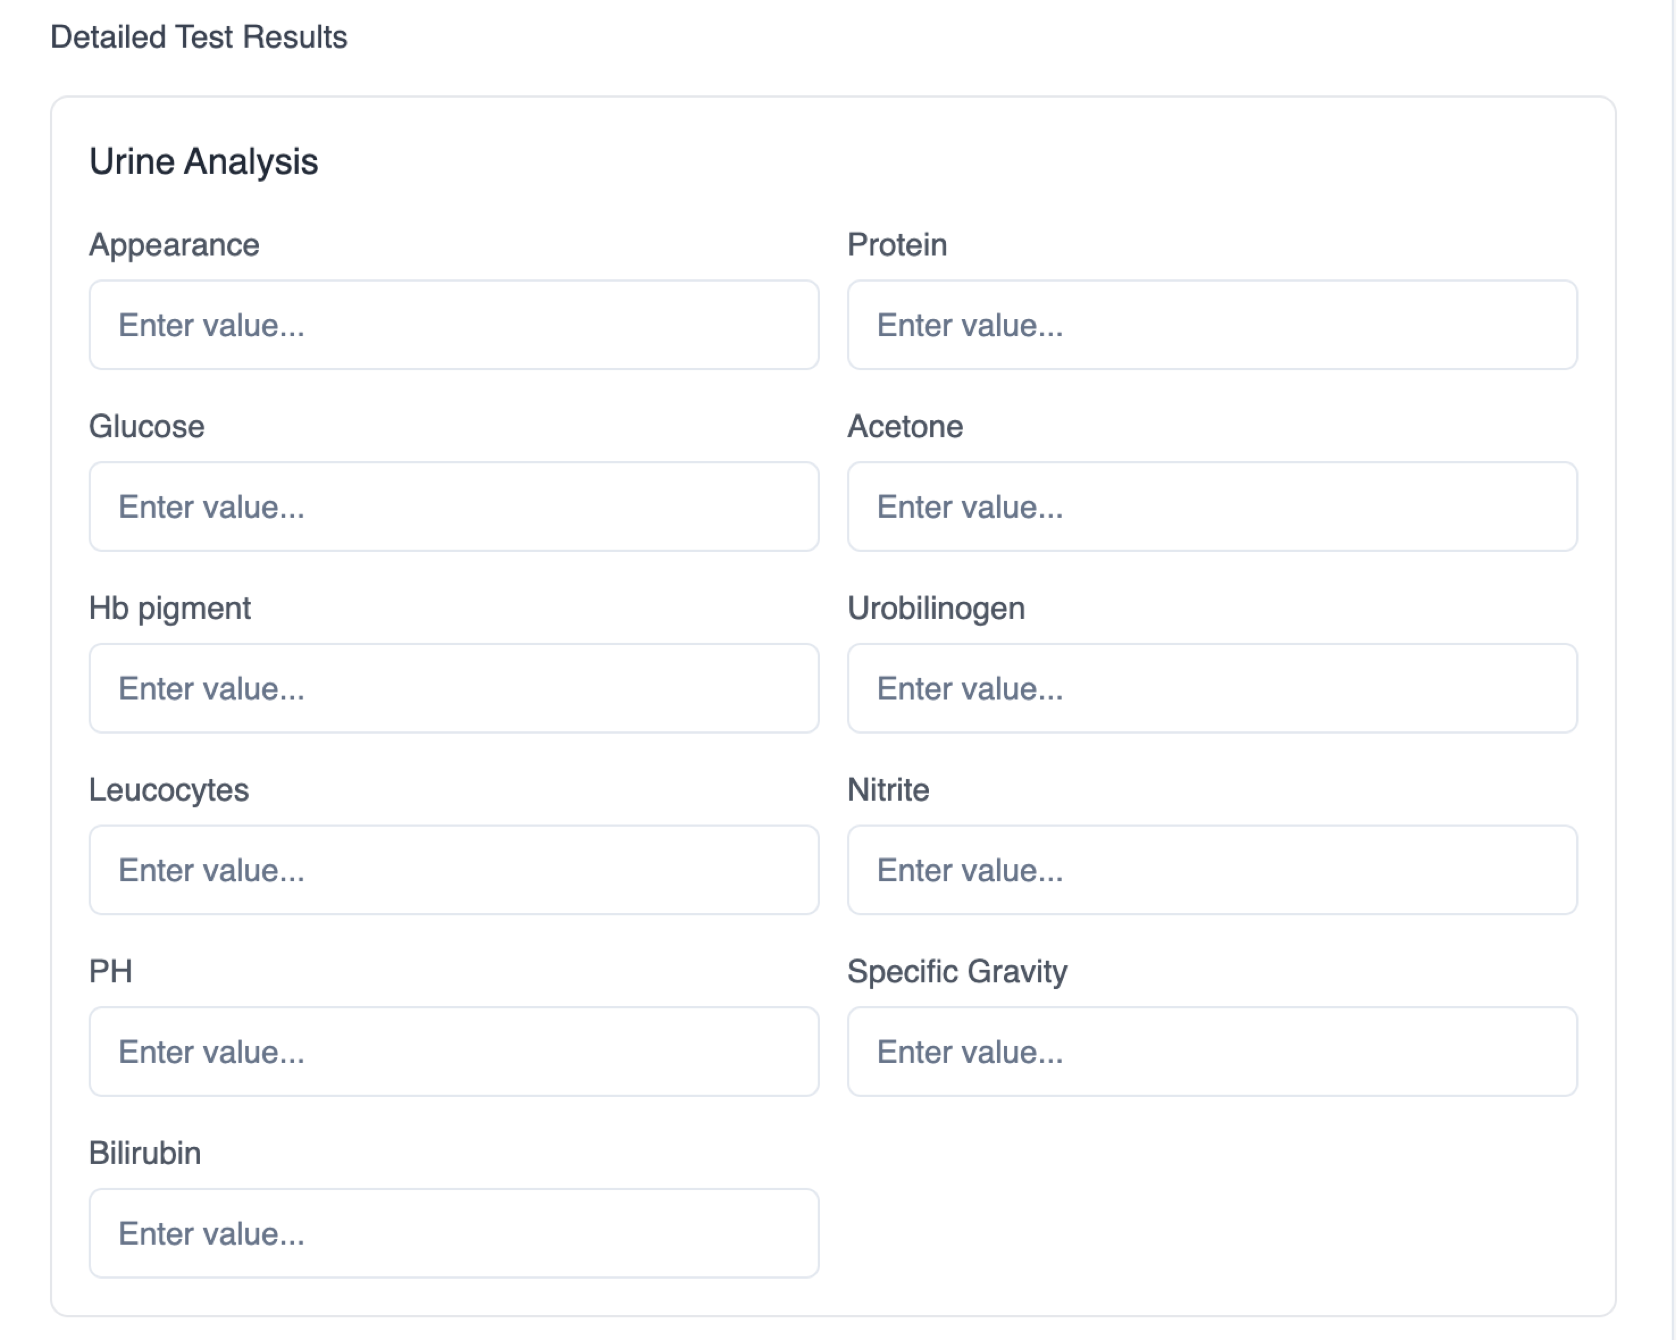 Detailed Test Results
Urine Analysis
Appearance
Protein
Enter value...
Enter value...
Glucose
Acetone
Enter value...
Enter value...
Hb pigment
Urobilinogen
Enter value...
Enter value...
Leucocytes
Nitrite
Enter value...
Enter value...
PH
Specific Gravity
Enter value...
Enter value...
Bilirubin
Enter value...